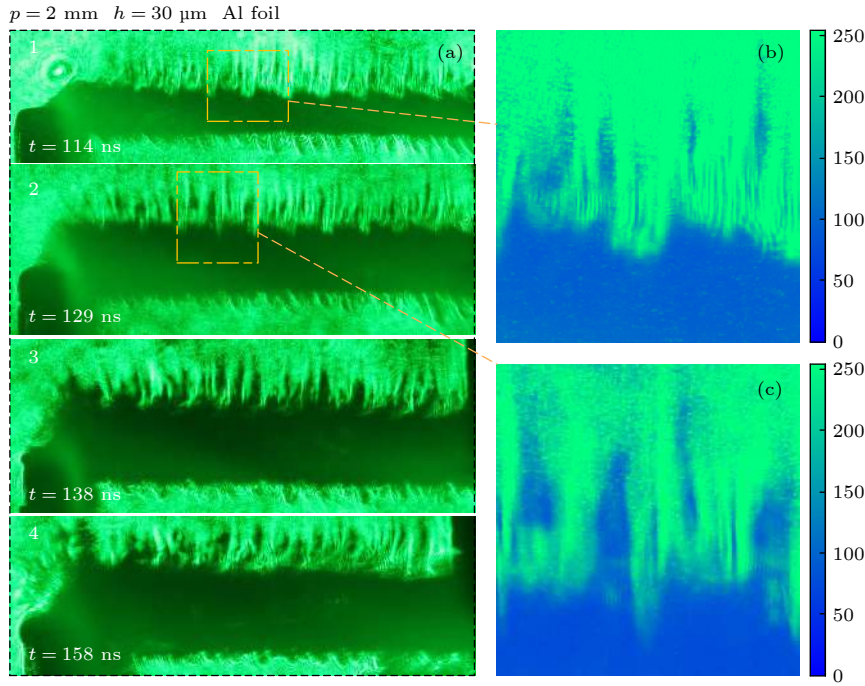 p = 2 mm h = 30 µm Al foil
1
(a)
t = 114 ns
2
t = 129 ns
3
t = 138 ns
4
t = 158 ns
(b)
250
200
150
100
50
0
(c)
250
200
150
100
50
0